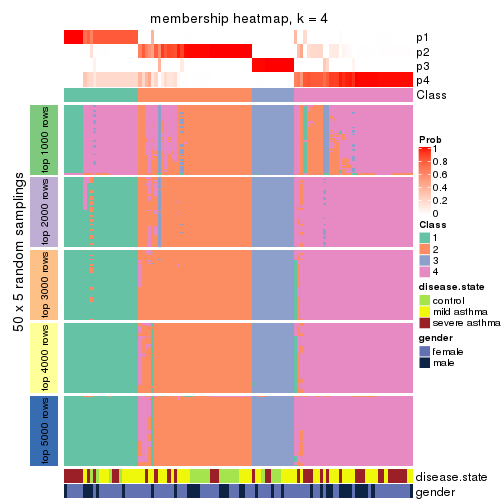 membership heatmap, k = 4
p1
p2
p3
p4
Class
50 x 5 random samplings
top 1000 rows
top 2000 rows
top 3000 rows
top 4000 rows
top 5000 rows
Prob
1
0.8
0.6
0.4
0.2
0
Class
1
2
3
4
disease.state
control
mild asthma
severe asthma
gender
female
male
disease.state
gender